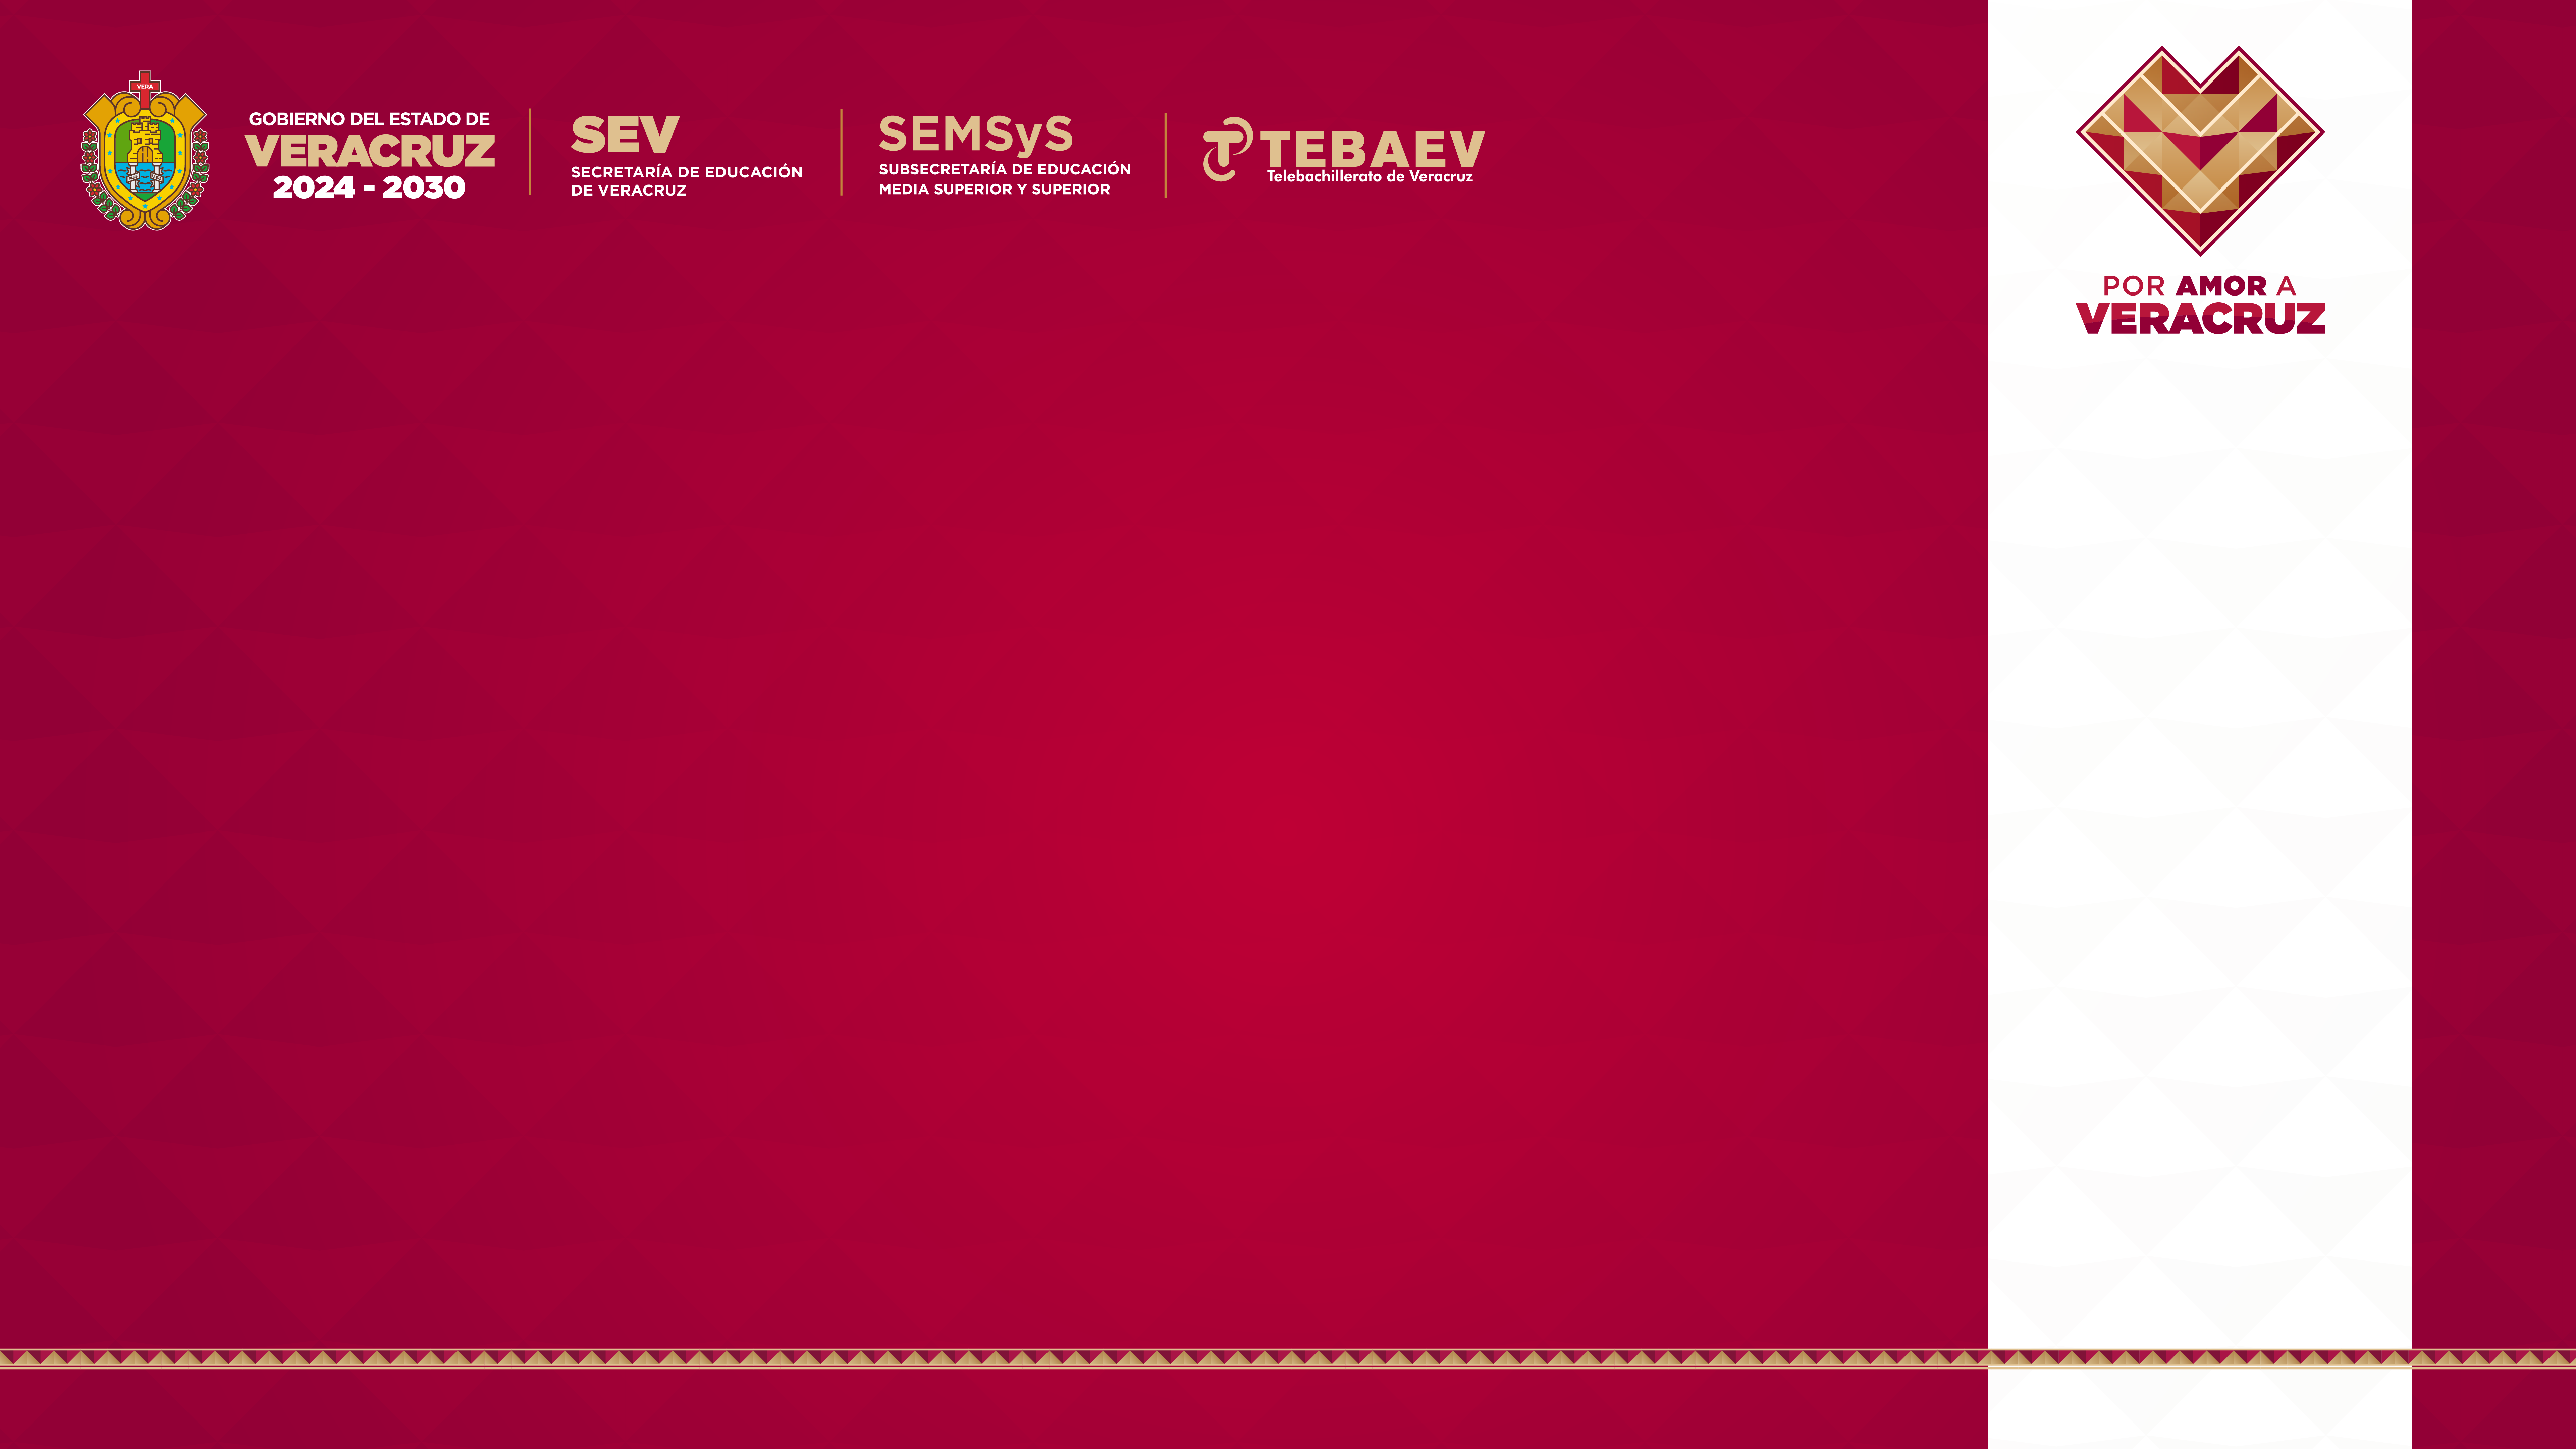 VERA
GOBIERNO DEL ESTADO DE
VERACRUZ
2024 - 2030
SEV
SECRETARÍA DE EDUCACIÓN
DE VERACRUZ
SEMSyS
SUBSECRETARÍA DE EDUCACIÓN
MEDIA SUPERIOR Y SUPERIOR
TEBAEV
Telebachillerato de Veracruz
POR AMOR A
VERACRUZ